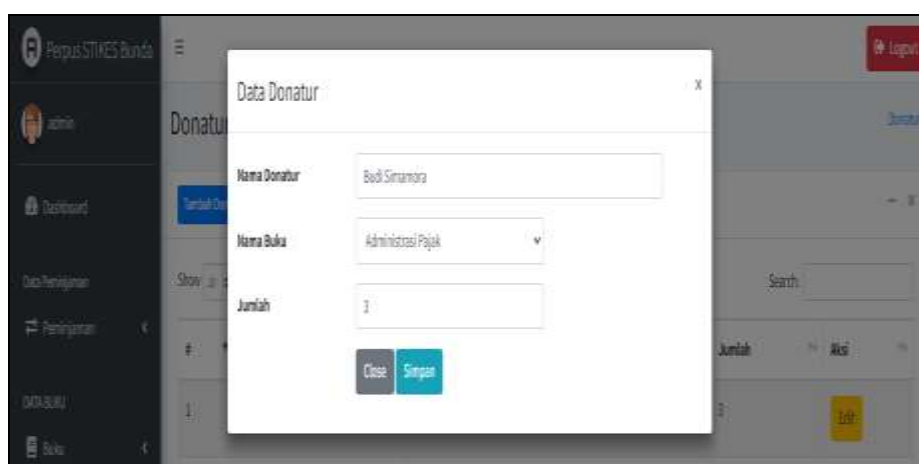 Perpus STIKES Bunda
Logout
Data Donatur
X
admin
Donatur
Nama Donatur
Budi Simamora
Dashboard
Nama Buku
Administrasi Pajak
Data Peminjaman
Show
Search:
Jumlah
3
Peminjaman
#
Jumlah
Aksi
Close
Simpan
DATA BUKU
1
3
Edit
Buku